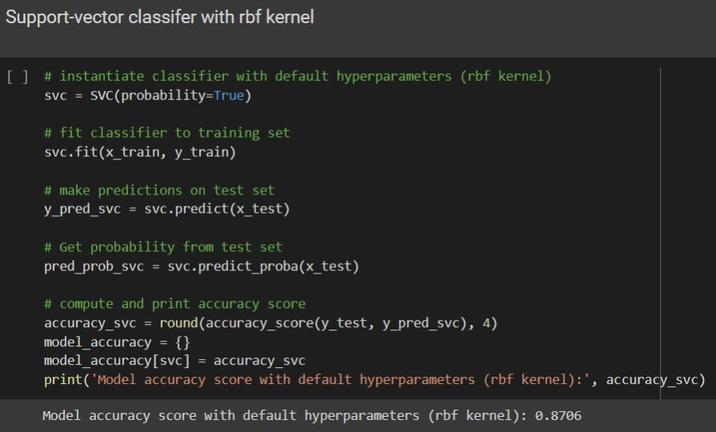 Support-vector classifer with rbf kernel
[ ] # instantiate classifier with default hyperparameters (rbf kernel)
svc = SVC(probability=True)
# fit classifier to training set
svc.fit(x_train, y_train)
# make predictions on test set
y_pred_svc = svc.predict(x_test)
# Get probability from test set
pred_prob_svc = svc.predict_proba(x_test)
# compute and print accuracy score
accuracy_svc = round(accuracy_score(y_test, y_pred_svc), 4)
model_accuracy = {}
model_accuracy[svc] = accuracy_svc
print('Model accuracy score with default hyperparameters (rbf kernel):', accuracy_svc)
Model accuracy score with default hyperparameters (rbf kernel): 0.8706